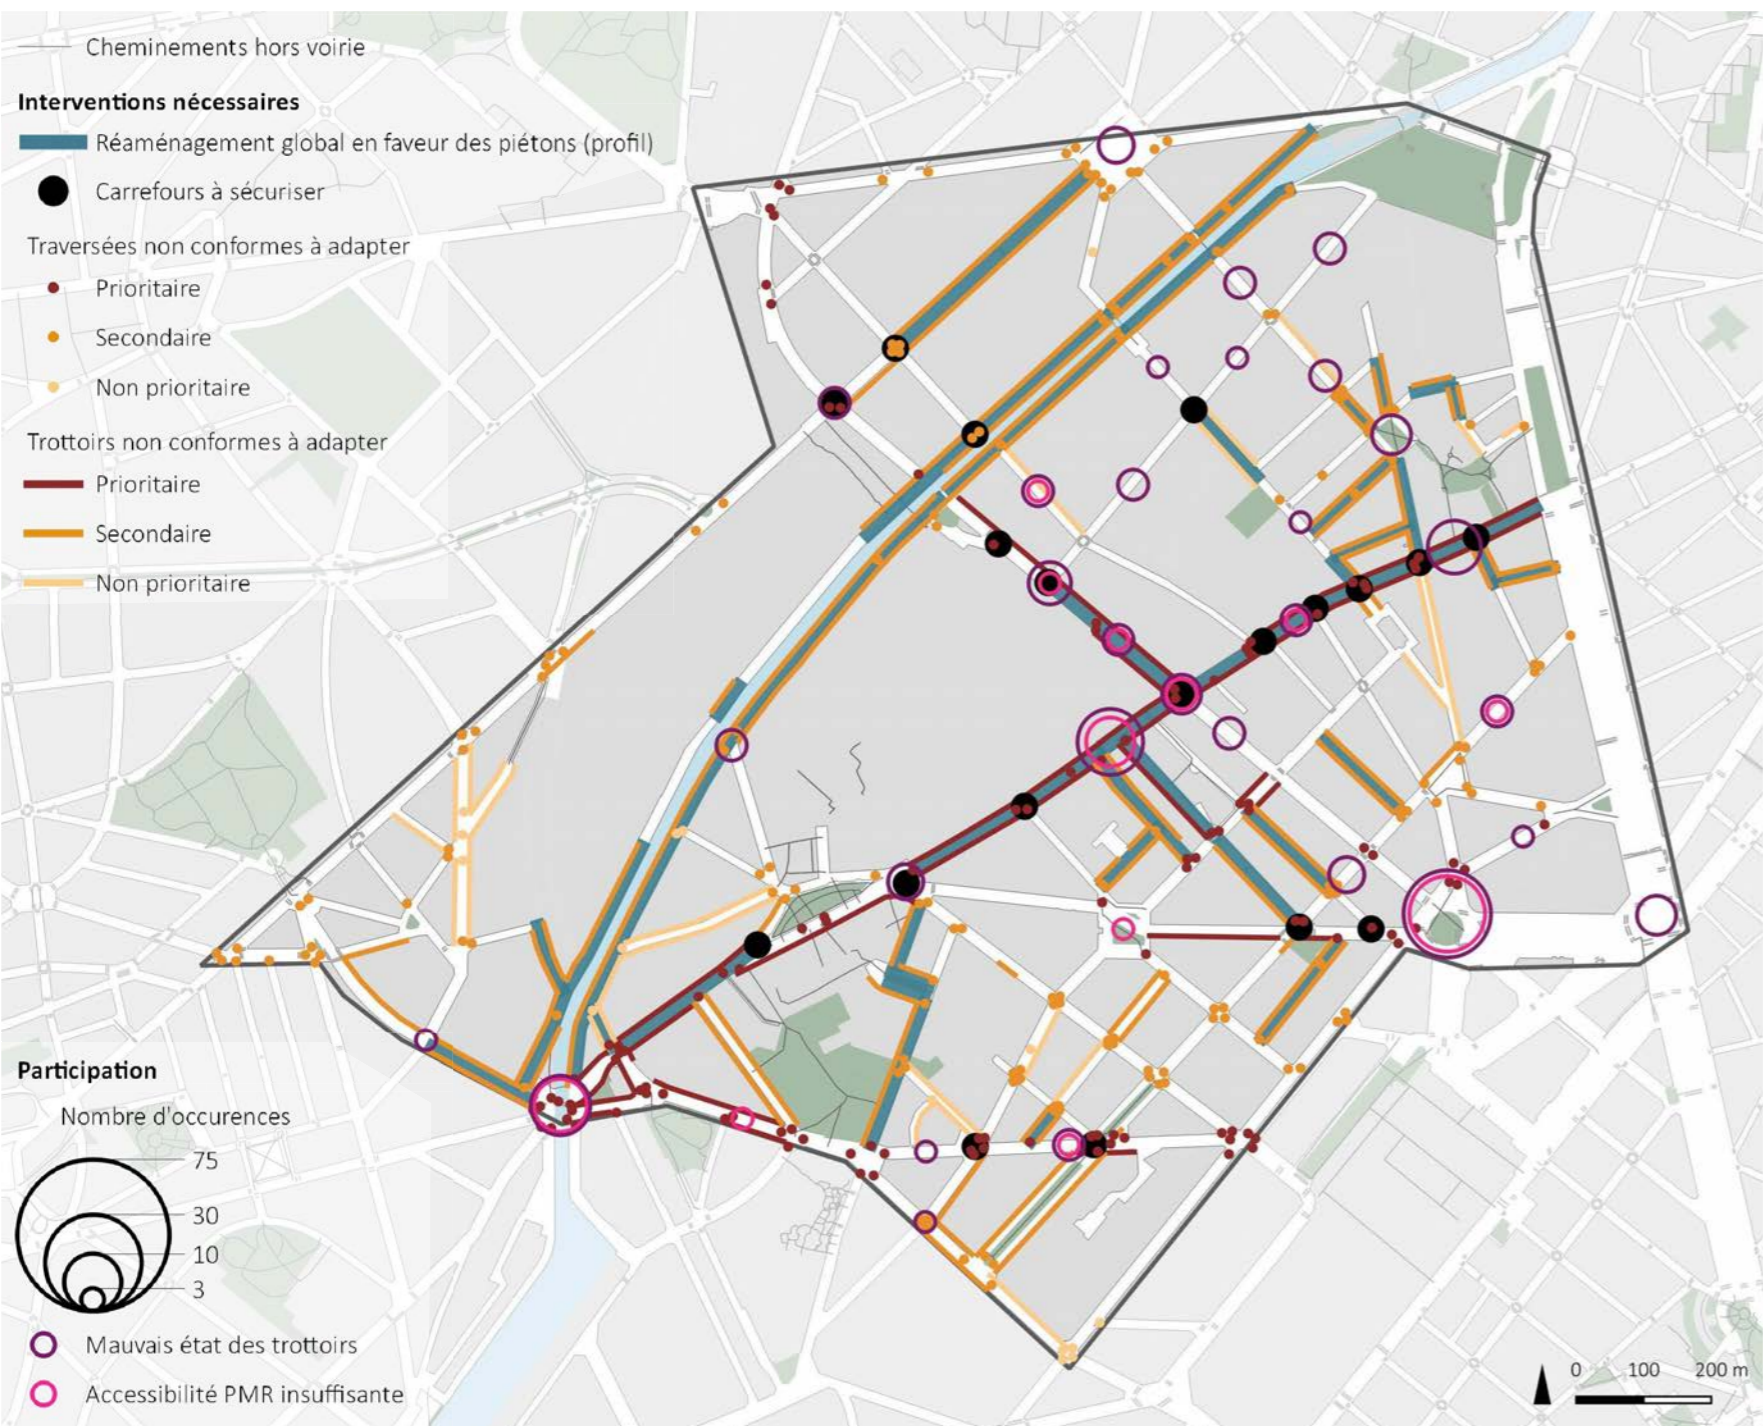 Cheminements hors voirie
Interventions nécessaires
Réaménagement global en faveur des piétons (profil)
Carrefours à sécuriser
Traversées non conformes à adapter
Prioritaire
Secondaire
Non prioritaire
Trottoirs non conformes à adapter
Prioritaire
Secondaire
Non prioritaire
Participation
Nombre d'occurences
75
30
10
3
Mauvais état des trottoirs
Accessibilité PMR insuffisante
0 100 200 m